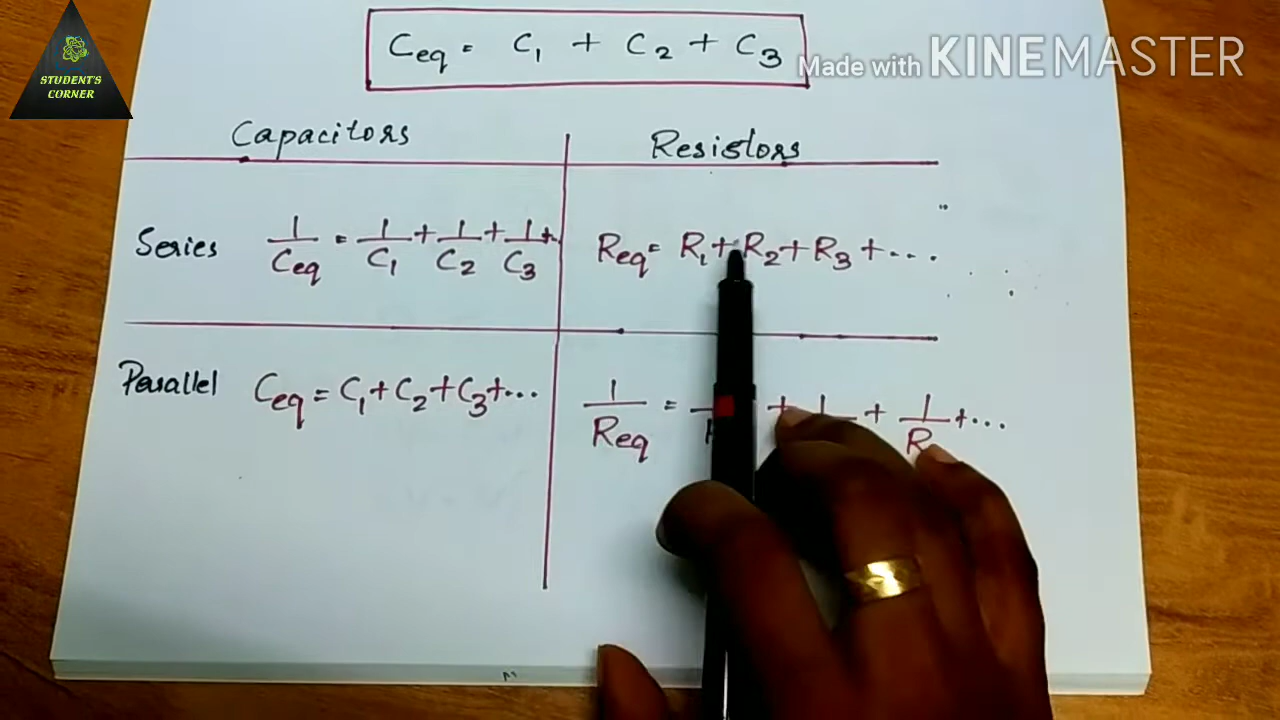 STUDENT'S
CORNER
Made with KINEMASTER
Ceq = C1 + C2 + C3
Capacitors Resistors
Series 1/Ceq = 1/C1 + 1/C2 + 1/C3 + Req = R1 + R2 + R3 + ...
Parallel Ceq = C1 + C2 + C3 + ... 1/Req = + + 1/R + ...